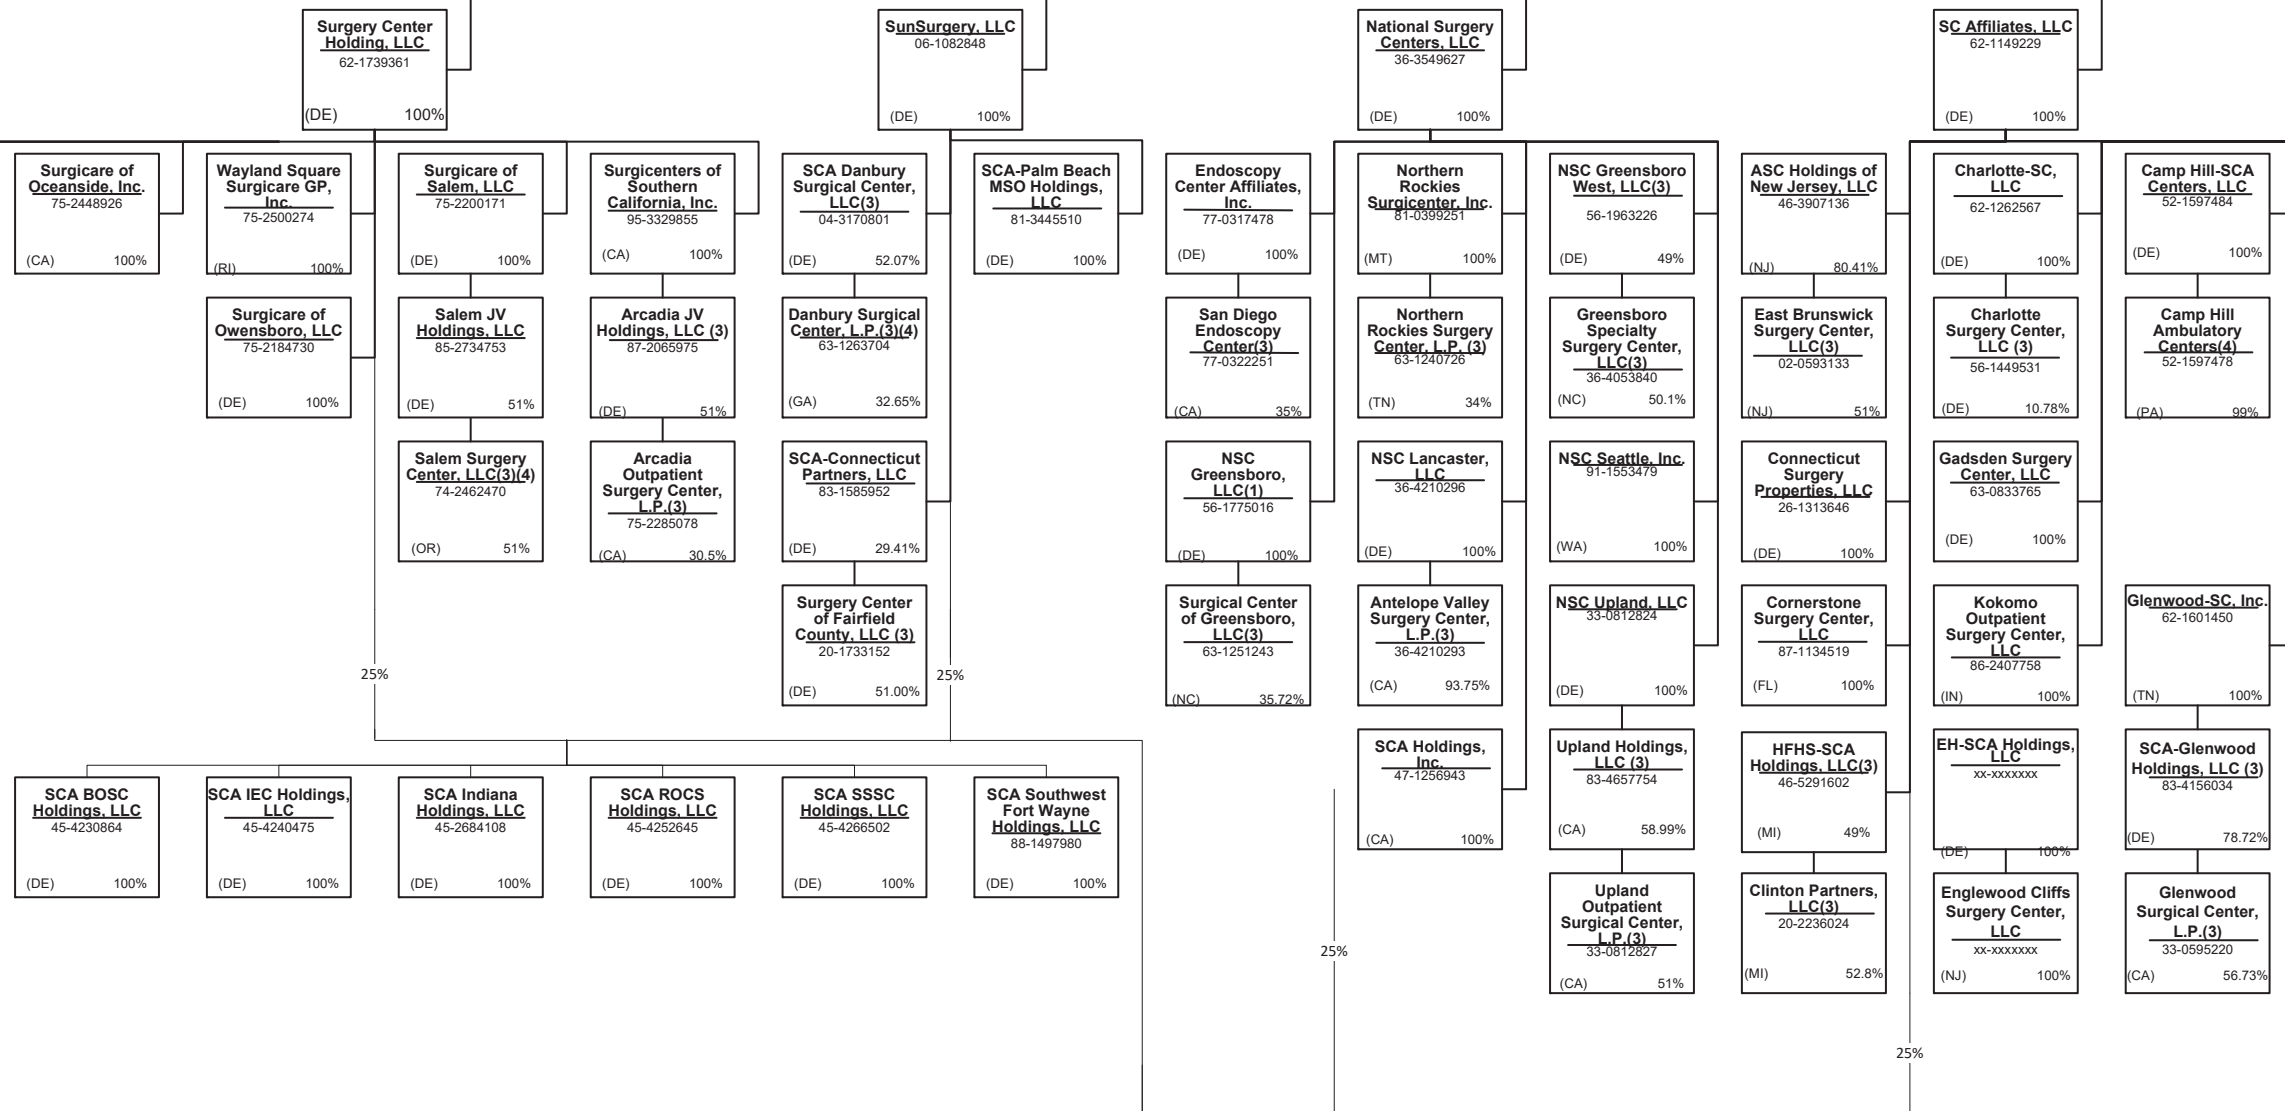 Surgery Center
Holding, LLC
62-1739361
(DE) 100%
SunSurgery, LLC
06-1082848
(DE) 100%
National Surgery
Centers, LLC
36-3549627
(DE) 100%
SC Affiliates, LLC
62-1149229
(DE) 100%
Surgicare of
Oceanside, Inc.
75-2448926
(CA) 100%
Wayland Square
Surgicare GP,
Inc.
75-2500274
(RI) 100%
Surgicare of
Salem, LLC
75-2200171
(DE) 100%
Surgicenters of
Southern
California, Inc.
95-3329855
(CA) 100%
SCA Danbury
Surgical Center,
LLC(3)
04-3170801
(DE) 52.07%
SCA-Palm Beach
MSO Holdings,
LLC
81-3445510
(DE) 100%
Endoscopy
Center Affiliates,
Inc.
77-0317478
(DE) 100%
Northern
Rockies
Surgicenter, Inc.
81-0399251
(MT) 100%
NSC Greensboro
West, LLC(3)
56-1963226
(DE) 49%
ASC Holdings of
New Jersey, LLC
46-3907136
(NJ) 80.41%
Charlotte-SC,
LLC
62-1262567
(DE) 100%
Camp Hill-SCA
Centers, LLC
52-1597484
(DE) 100%
Surgicare of
Owensboro, LLC
75-2184730
(DE) 100%
Salem JV
Holdings, LLC
85-2734753
(DE) 51%
Arcadia JV
Holdings, LLC (3)
87-2065975
(DE) 51%
Danbury Surgical
Center, L.P.(3)(4)
63-1263704
(GA) 32.65%
San Diego
Endoscopy
Center(3)
77-0322251
(CA) 35%
Northern
Rockies Surgery
Center, L.P. (3)
63-1240726
(TN) 34%
Greensboro
Specialty
Surgery Center,
LLC(3)
36-4053840
(NC) 50.1%
East Brunswick
Surgery Center,
LLC(3)
02-0593133
(NJ) 51%
Charlotte
Surgery Center,
LLC (3)
56-1449531
(DE) 10.78%
Camp Hill
Ambulatory
Centers(4)
52-1597478
(PA) 99%
Salem Surgery
Center, LLC(3)(4)
74-2462470
(OR) 51%
Arcadia
Outpatient
Surgery Center,
L.P.(3)
75-2285078
(CA) 30.5%
SCA-Connecticut
Partners, LLC
83-1585952
(DE) 29.41%
NSC
Greensboro,
LLC(1)
56-1775016
(DE) 100%
NSC Lancaster,
LLC
36-4210296
(DE) 100%
NSC Seattle, Inc.
91-1553479
(WA) 100%
Connecticut
Surgery
Properties, LLC
26-1313646
(DE) 100%
Gadsden Surgery
Center, LLC
63-0833765
(DE) 100%
Surgery Center
of Fairfield
County, LLC (3)
20-1733152
(DE) 51.00%
Surgical Center
of Greensboro,
LLC(3)
63-1251243
(NC) 35.72%
Antelope Valley
Surgery Center,
L.P.(3)
36-4210293
(CA) 93.75%
NSC Upland, LLC
33-0812824
(DE) 100%
Cornerstone
Surgery Center,
LLC
87-1134519
(FL) 100%
Kokomo
Outpatient
Surgery Center,
LLC
86-2407758
(IN) 100%
Glenwood-SC, Inc.
62-1601450
(TN) 100%
25%
25%
SCA Holdings,
Inc.
47-1256943
(CA) 100%
Upland Holdings,
LLC (3)
83-4657754
(CA) 58.99%
HFHS-SCA
Holdings, LLC(3)
46-5291602
(MI) 49%
EH-SCA Holdings,
LLC
xx-xxxxxxx
(DE) 100%
SCA-Glenwood
Holdings, LLC (3)
83-4156034
(DE) 78.72%
SCA BOSC
Holdings, LLC
45-4230864
(DE) 100%
SCA IEC Holdings,
LLC
45-4240475
(DE) 100%
SCA Indiana
Holdings, LLC
45-2684108
(DE) 100%
SCA ROCS
Holdings, LLC
45-4252645
(DE) 100%
SCA SSSC
Holdings, LLC
45-4266502
(DE) 100%
SCA Southwest
Fort Wayne
Holdings, LLC
88-1497980
(DE) 100%
Upland
Outpatient
Surgical Center,
L.P.(3)
33-0812827
(CA) 51%
Clinton Partners,
LLC(3)
20-2236024
(MI) 52.8%
Englewood Cliffs
Surgery Center,
LLC
xx-xxxxxxx
(NJ) 100%
Glenwood
Surgical Center,
L.P.(3)
33-0595220
(CA) 56.73%
25%
25%